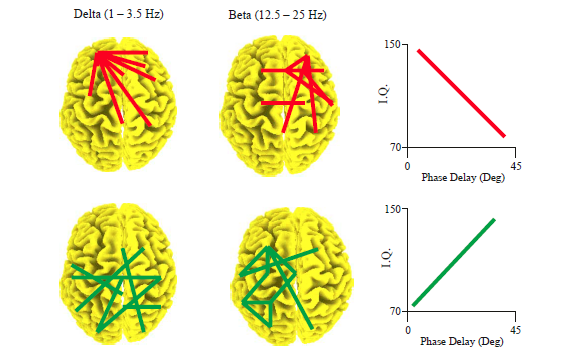 Delta (1 – 3.5 Hz)
Beta (12.5 – 25 Hz)
150
I.Q.
70
0
45
Phase Delay (Deg)
150
I.Q.
70
0
45
Phase Delay (Deg)